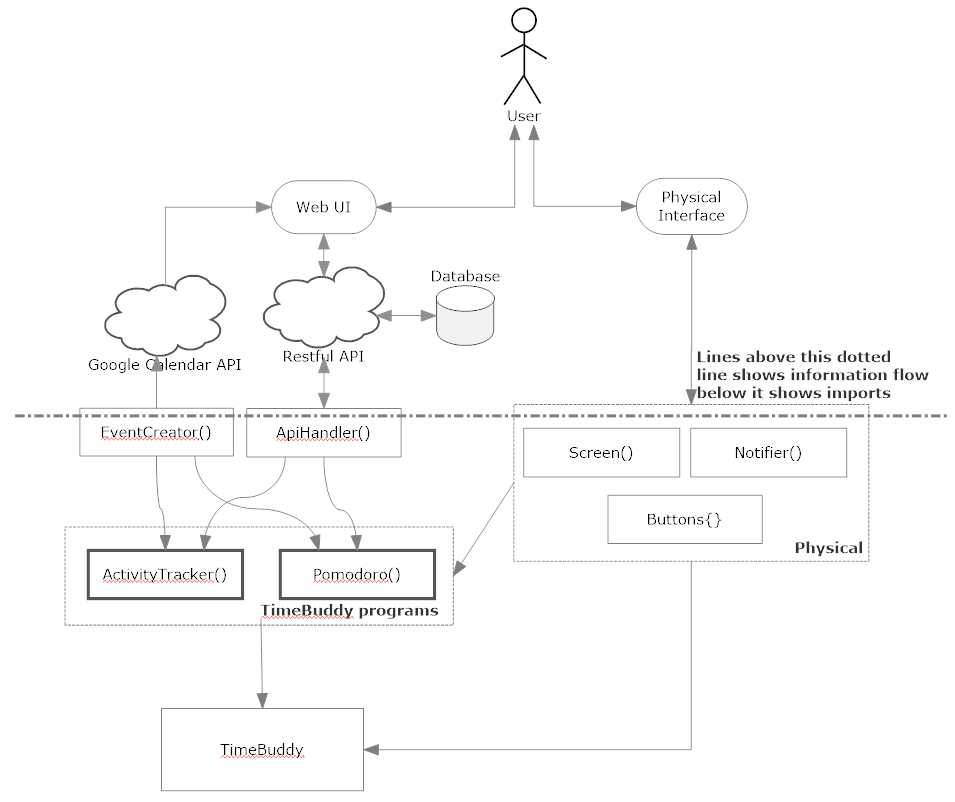 User
Web UI
Physical
Interface
Database
Google Calendar API
Restful API
Lines above this dotted
line shows information flow
below it shows imports
EventCreator()
ApiHandler()
Screen()
Notifier()
Buttons{}
Physical
ActivityTracker()
Pomodoro()
TimeBuddy programs
TimeBuddy